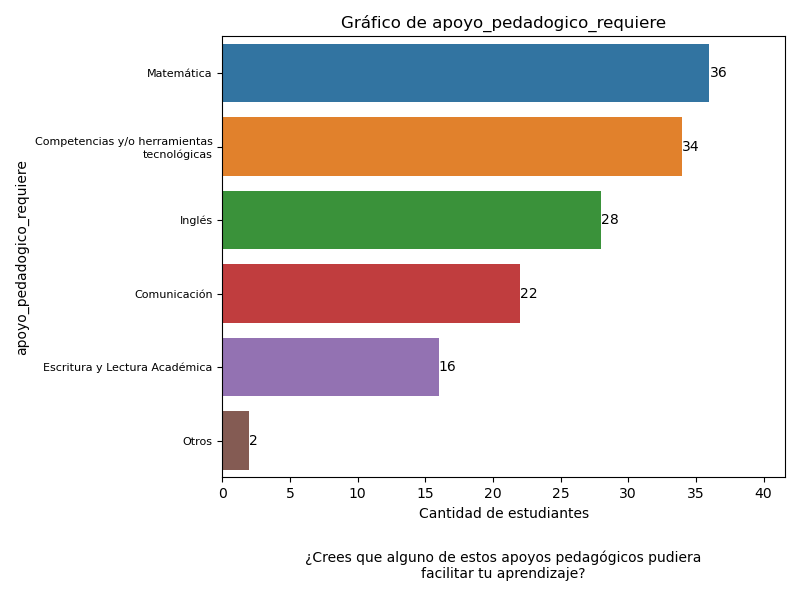 Gráfico de apoyo_pedadogico_requiere
apoyo_pedadogico_requiere
Matemática
36
Competencias y/o herramientas
tecnológicas
34
Inglés
28
Comunicación
22
Escritura y Lectura Académica
16
Otros
2
0 5 10 15 20 25 30 35 40
Cantidad de estudiantes
¿Crees que alguno de estos apoyos pedagógicos pudiera
facilitar tu aprendizaje?